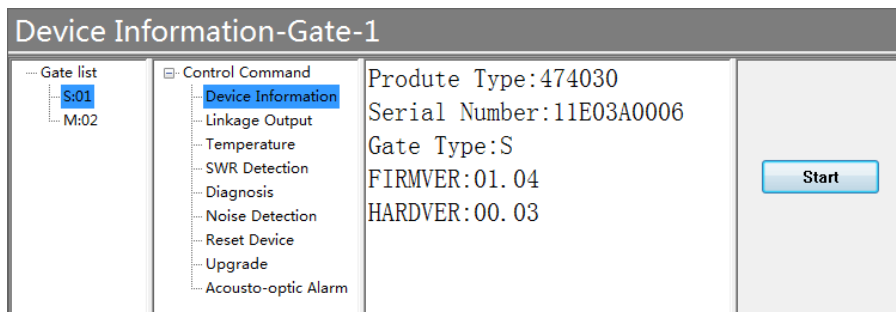 Device Information-Gate-1
Gate list
S:01
M:02
Control Command
Device Information
Linkage Output
Temperature
SWR Detection
Diagnosis
Noise Detection
Reset Device
Upgrade
Acousto-optic Alarm
Produte Type:474030
Serial Number:11E03A0006
Gate Type:S
FIRMVER:01.04
HARDVER:00.03
Start